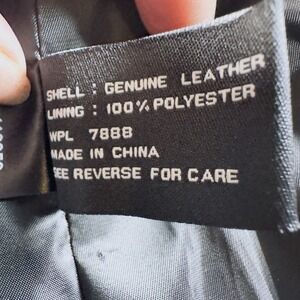 SHELL : GENUINE LEATHER
LINING : 100% POLYESTER
WPL 7888
MADE IN CHINA
SEE REVERSE FOR CARE